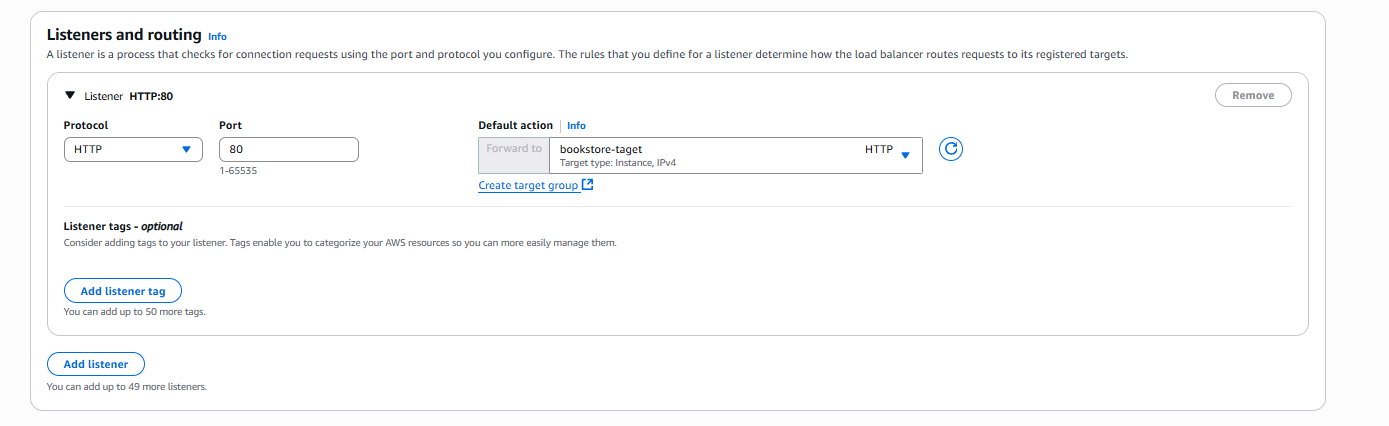 Listeners and routing Info
A listener is a process that checks for connection requests using the port and protocol you configure. The rules that you define for a listener determine how the load balancer routes requests to its registered targets.
Listener HTTP:80
Remove
Protocol
Port
Default action
Info
HTTP
80
Forward to
bookstore-taget
HTTP
Target type: Instance, IPv4
1-65535
Create target group
Listener tags - optional
Consider adding tags to your listener. Tags enable you to categorize your AWS resources so you can more easily manage them.
Add listener tag
You can add up to 50 more tags.
Add listener
You can add up to 49 more listeners.